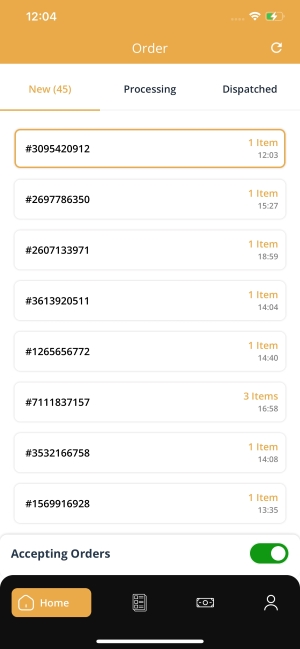 12:04
Order
New (45) Processing Dispatched
#3095420912 1 Item
12:03
#2697786350 1 Item
15:27
#2607133971 1 Item
18:59
#3613920511 1 Item
14:04
#1265656772 1 Item
14:40
#7111837157 3 Items
16:58
#3532166758 1 Item
14:08
#1569916928 1 Item
13:35
Accepting Orders
Home